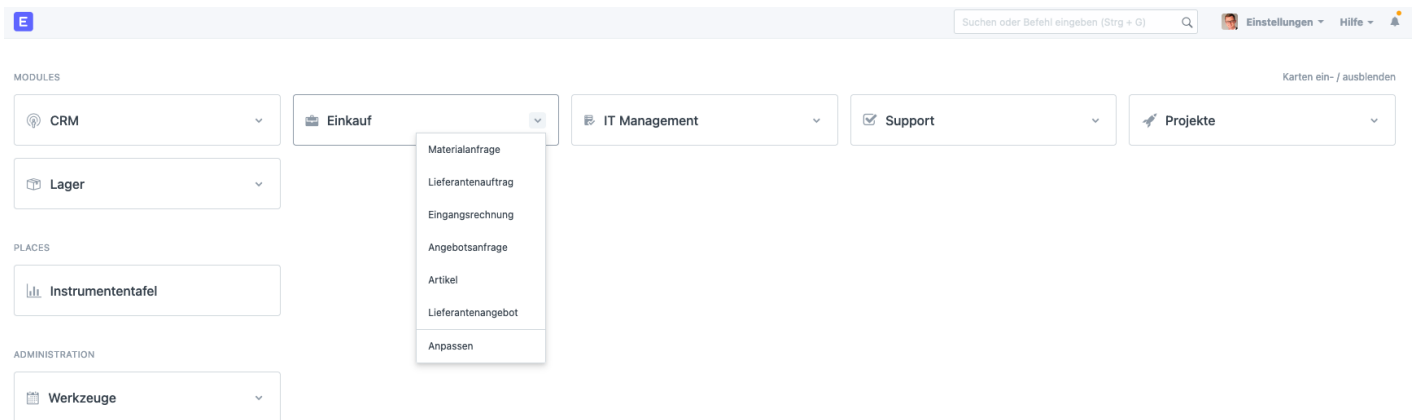 E
Suchen oder Befehl eingeben (Strg + G)
Einstellungen
Hilfe
MODULES
Karten ein- / ausblenden
CRM
Einkauf
IT Management
Support
Projekte
Materialanfrage
Lieferantenauftrag
Eingangsrechnung
Angebotsanfrage
Artikel
Lieferantenangebot
Anpassen
Lager
PLACES
Instrumententafel
ADMINISTRATION
Werkzeuge